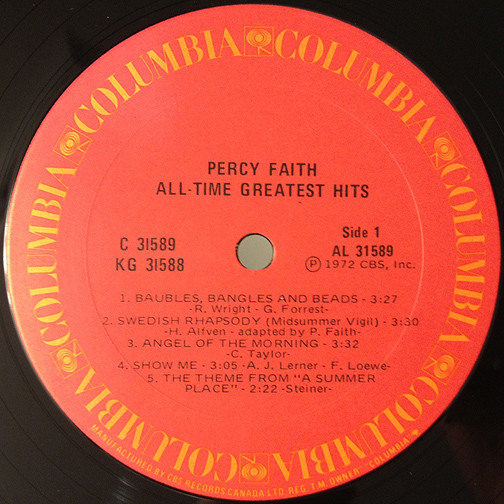 COLUMBIA COLUMBIA COLUMBIA COLUMBIA COLUMBIA COLUMBIA
PERCY FAITH
ALL-TIME GREATEST HITS
C 31589
KG 31588
Side 1
AL 31589
Ⓟ 1972 CBS, Inc.
1. BAUBLES, BANGLES AND BEADS - 3:27
-R. Wright - G. Forrest-
2. SWEDISH RHAPSODY (Midsummer Vigil) - 3:30
-H. Alfven - adapted by P. Faith-
3. ANGEL OF THE MORNING - 3:32
-C. Taylor-
4. SHOW ME - 3:05 -A. J. Lerner - F. Loewe-
5. THE THEME FROM "A SUMMER
PLACE" - 2:22 -Steiner-
MANUFACTURED BY CBS RECORDS CANADA LTD. REG. T.M. OWNER - COLUMBIA